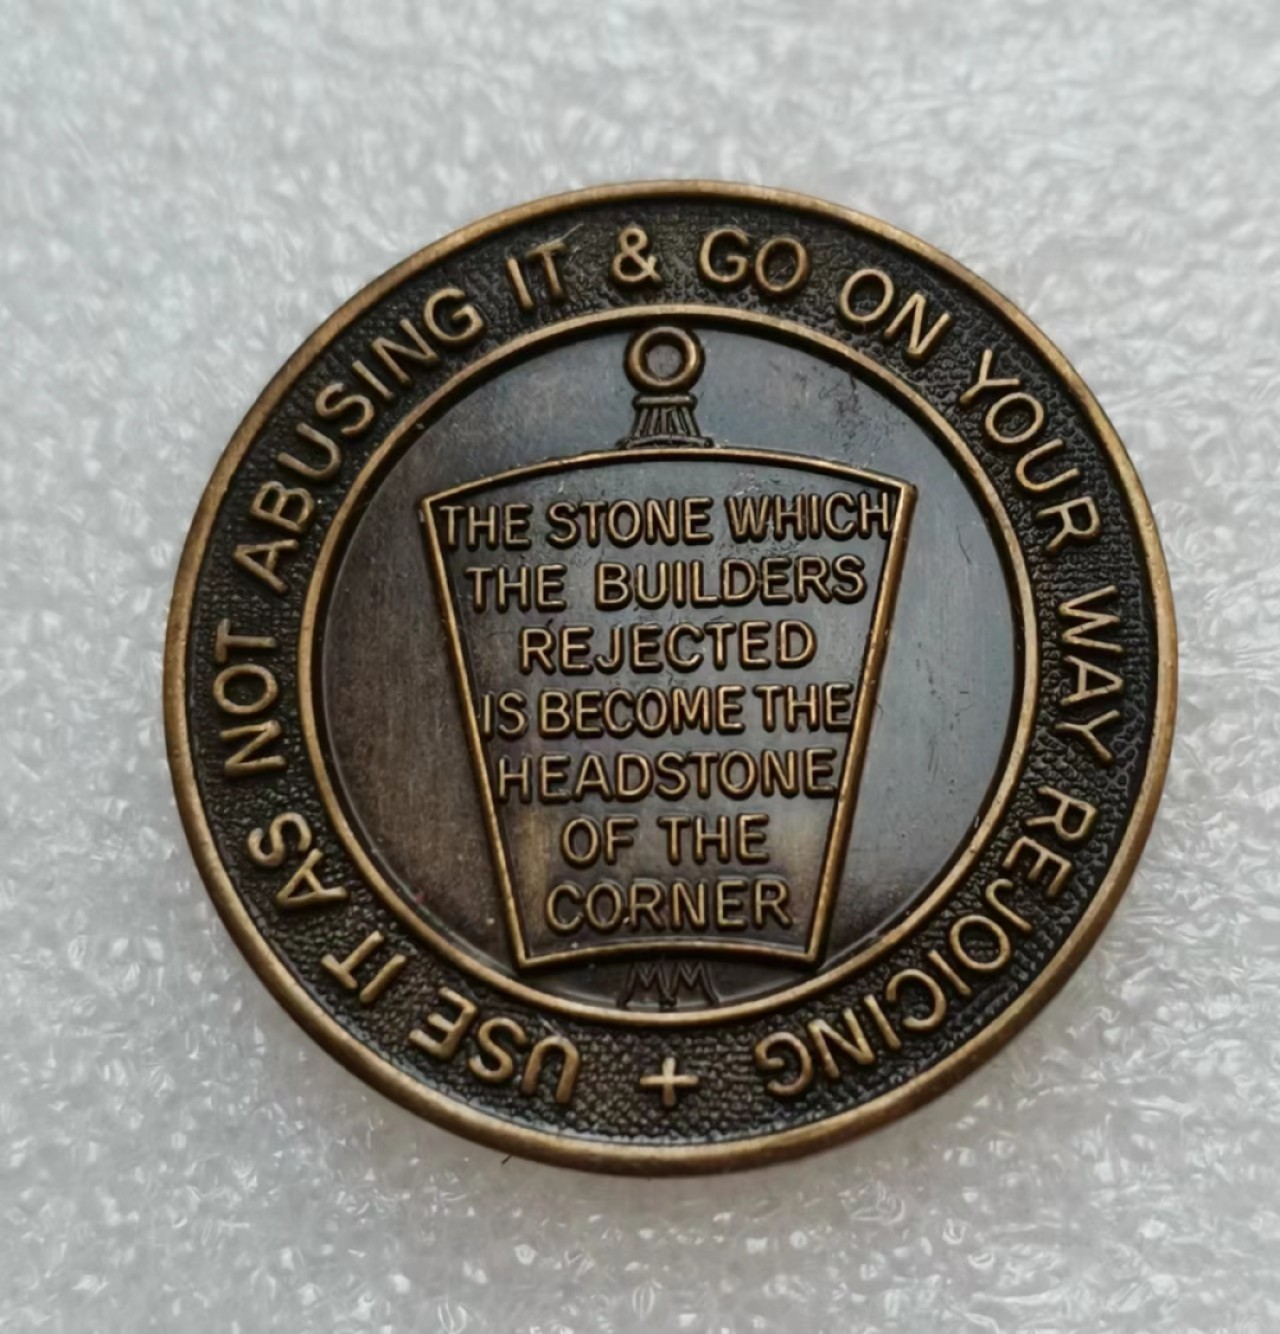 USE IT AS NOT ABUSING IT & GO ON YOUR WAY REJOICING +
THE STONE WHICH
THE BUILDERS
REJECTED
IS BECOME THE
HEADSTONE
OF THE
CORNER
MM